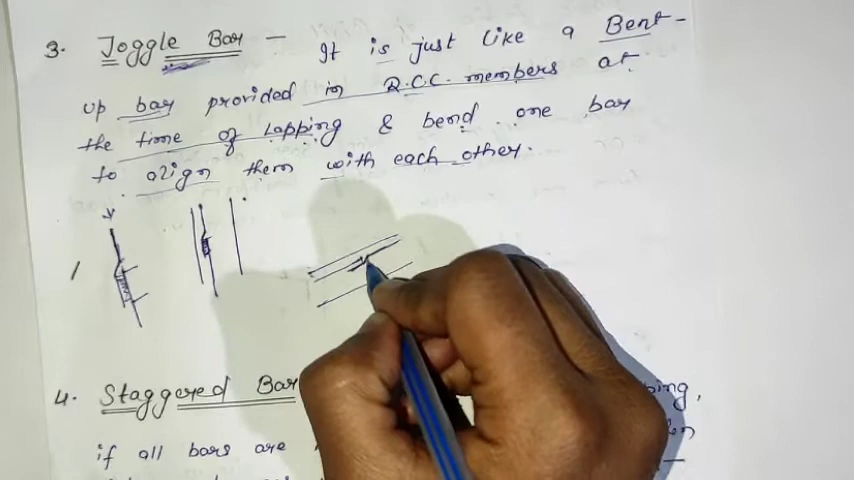 3. Joggle Bar - It is just like a Bent-
up bar provided in R.C.C. members at
the time of lapping & bend one bar
to align them with each other.
4. Staggered Bar
if all bars are